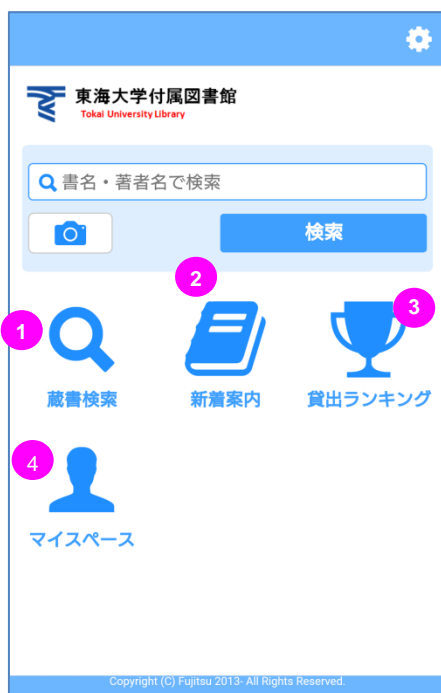 東海大学付属図書館
Tokai University Library
書名・著者名で検索
検索
1
2
3
蔵書検索
新着案内
貸出ランキング
4
マイスペース
Copyright (C) Fujitsu 2013- All Rights Reserved.